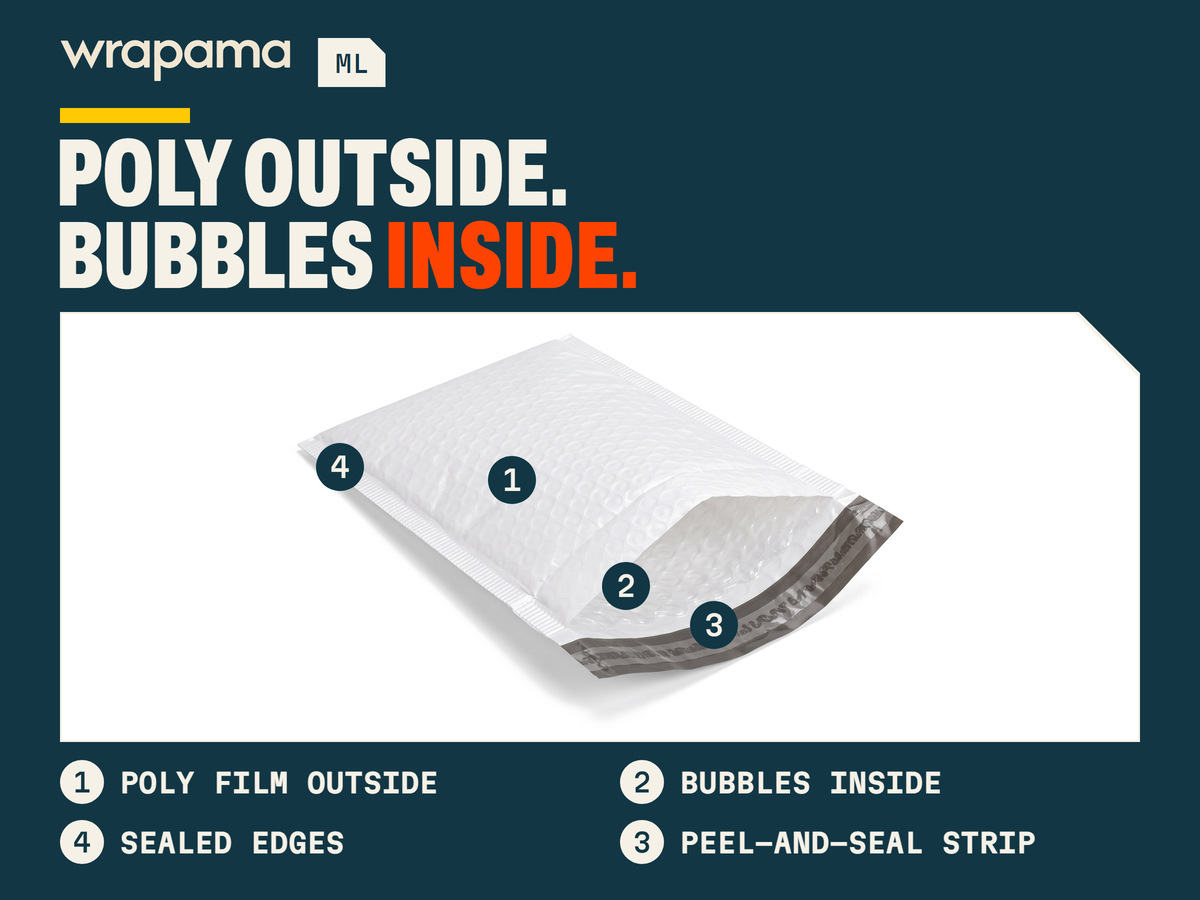 wrapama
ML
POLY OUTSIDE.
BUBBLES INSIDE.
4
1
2
3
1 POLY FILM OUTSIDE
2 BUBBLES INSIDE
4 SEALED EDGES
3 PEEL–AND–SEAL STRIP